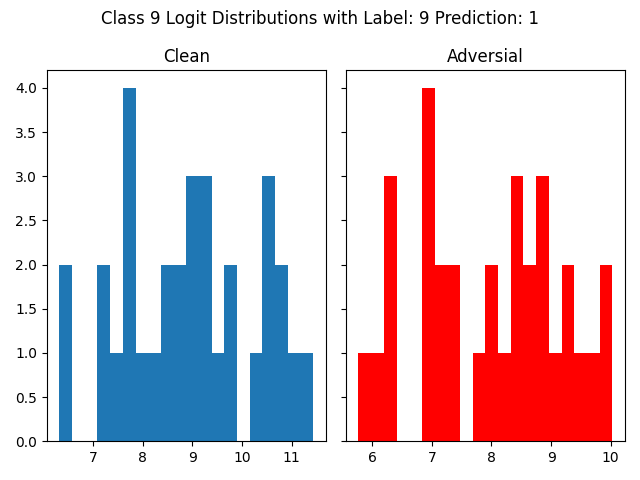 Class 9 Logit Distributions with Label: 9 Prediction: 1
Clean
Adversial
4.0
3.5
3.0
2.5
2.0
1.5
1.0
0.5
0.0
7 8 9 10 11
6 7 8 9 10